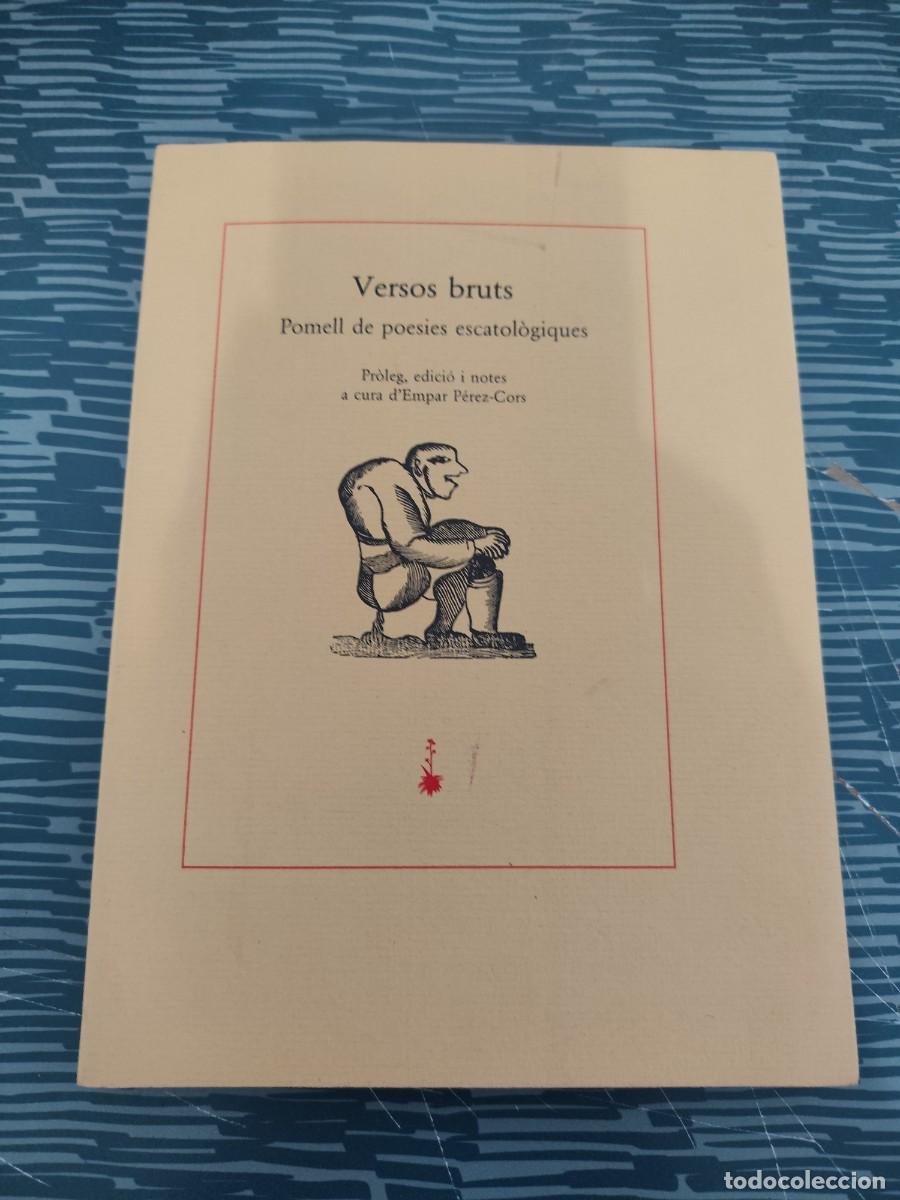 Versos bruts
Pomell de poesies escatològiques
Pròleg, edició i notes
a cura d'Empar Pérez-Cors
todocoleccion